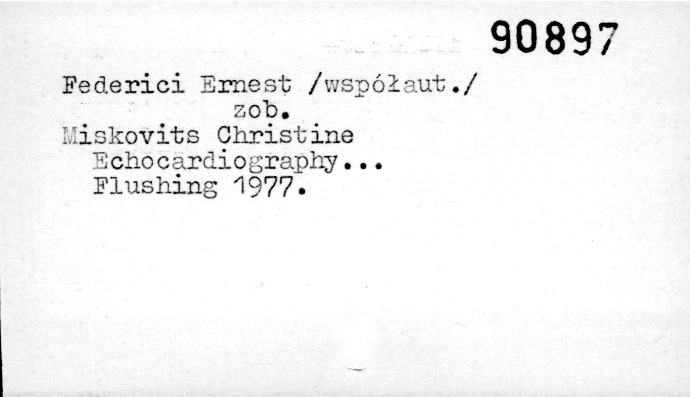 90897
Federici Ernest /współaut./
zob.
Miskovits Christine
Echocardiography...
Flushing 1977.